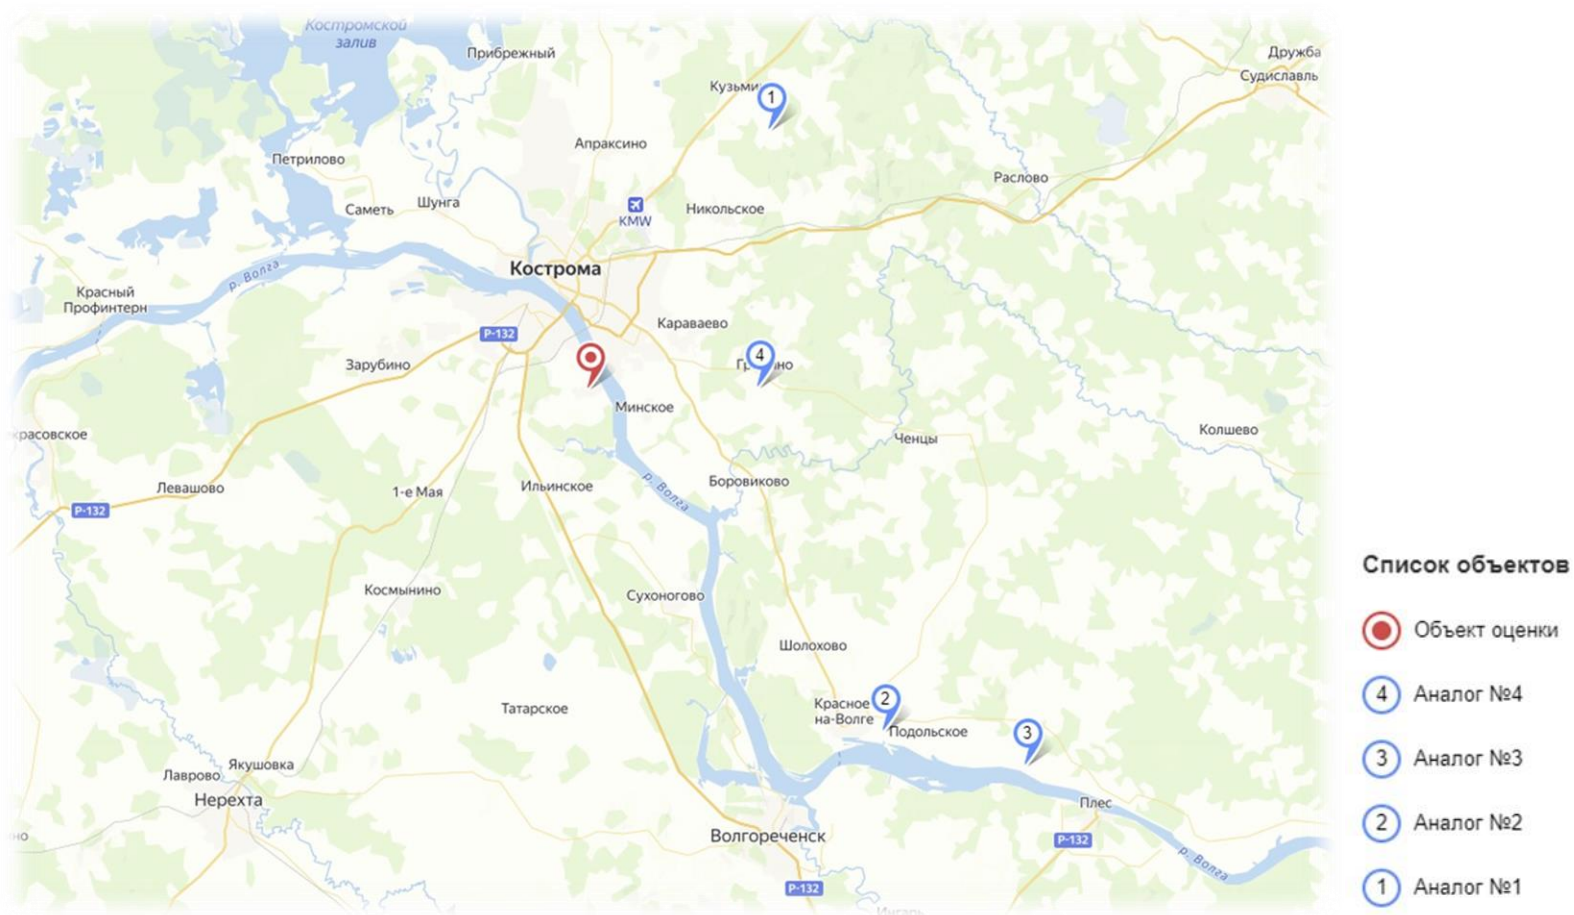 Костромской
залив
Прибрежный
Дружба
Судиславль
1
Апраксино
Петрилово
Раслово
Саметь
Шунга
Никольское
KMW
Кострома
р. Волга
Красный
Профинтерн
Караваево
Р-132
Зарубино
4
Минское
Колшево
Ченцы
Левашово
1-е Мая
Ильинское
р. Волга
Боровиково
Р-132
Космынино
Сухоногово
Шолохово
Татарское
Красное
на-Волге
2
Подольское
3
Лаврово
Якушовка
Нерехта
Плес
Волгореченск
Р-132
р. Волга
Р-132
Список объектов
Объект оценки
4 Аналог №4
3 Аналог №3
2 Аналог №2
1 Аналог №1